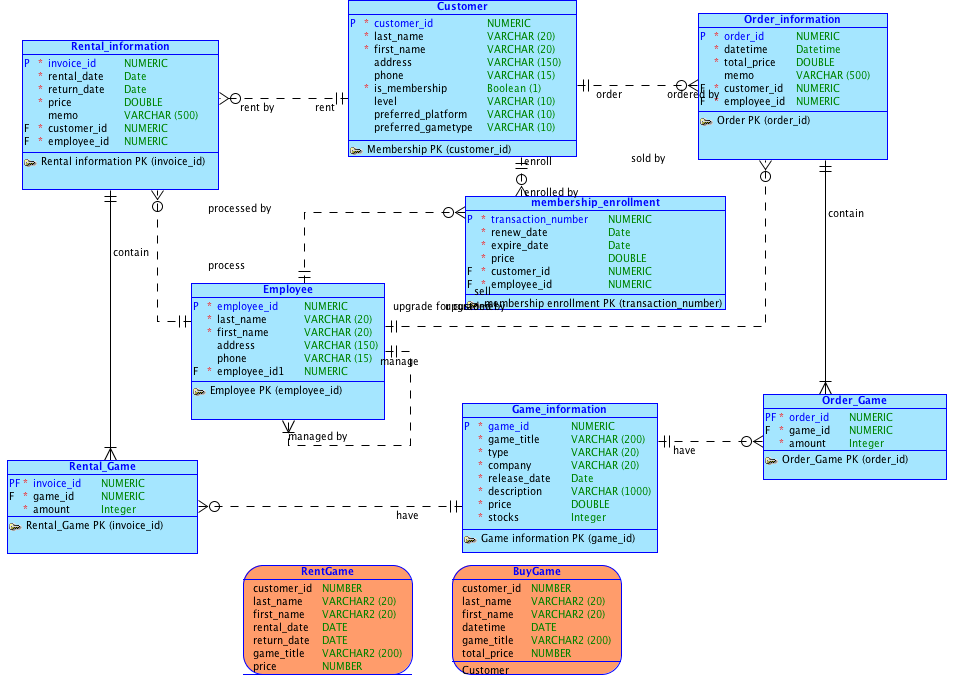 Rental_information
P * invoice_id NUMERIC
* rental_date Date
* return_date Date
* price DOUBLE
memo VARCHAR (500)
F * customer_id NUMERIC
F * employee_id NUMERIC
Rental information PK (invoice_id)
Customer
P * customer_id NUMERIC
* last_name VARCHAR (20)
* first_name VARCHAR (20)
address VARCHAR (150)
phone VARCHAR (15)
* is_membership Boolean (1)
level VARCHAR (10)
preferred_platform VARCHAR (10)
preferred_gametype VARCHAR (10)
Membership PK (customer_id)
Order_information
P * order_id NUMERIC
* datetime Datetime
* total_price DOUBLE
memo VARCHAR (500)
F * customer_id NUMERIC
F * employee_id NUMERIC
Order PK (order_id)
rent by
rent
order
ordered by
enroll
enrolled by
sold by
processed by
process
contain
contain
membership_enrollment
P * transaction_number NUMERIC
* renew_date Date
* expire_date Date
* price DOUBLE
F * customer_id NUMERIC
F * employee_id NUMERIC
membership enrollment PK (transaction_number)
sell
upgrade for
Employee
P * employee_id NUMERIC
* last_name VARCHAR (20)
* first_name VARCHAR (20)
address VARCHAR (150)
phone VARCHAR (15)
F * employee_id1 NUMERIC
Employee PK (employee_id)
manage
managed by
Game_information
P * game_id NUMERIC
* game_title VARCHAR (200)
* type VARCHAR (20)
* company VARCHAR (20)
* release_date Date
* description VARCHAR (1000)
* price DOUBLE
* stocks Integer
Game information PK (game_id)
have
have
Order_Game
PF * order_id NUMERIC
F * game_id NUMERIC
* amount Integer
Order_Game PK (order_id)
Rental_Game
PF * invoice_id NUMERIC
F * game_id NUMERIC
* amount Integer
Rental_Game PK (invoice_id)
RentGame
customer_id NUMBER
last_name VARCHAR2 (20)
first_name VARCHAR2 (20)
rental_date DATE
return_date DATE
game_title VARCHAR2 (200)
price NUMBER
BuyGame
customer_id NUMBER
last_name VARCHAR2 (20)
first_name VARCHAR2 (20)
datetime DATE
game_title VARCHAR2 (200)
total_price NUMBER
Customer